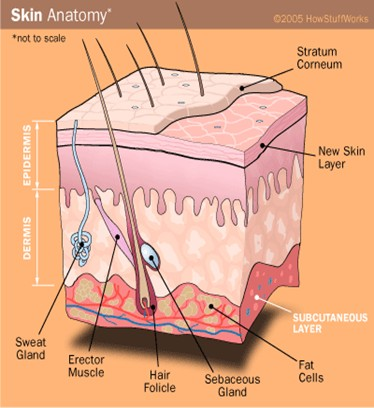 Skin Anatomy*
©2005 HowStuffWorks
*not to scale
Stratum
Corneum
New Skin
Layer
EPIDERMIS
DERMIS
SUBCUTANEOUS
LAYER
Sweat
Gland
Erector
Muscle
Hair
Folicle
Sebaceous
Gland
Fat
Cells